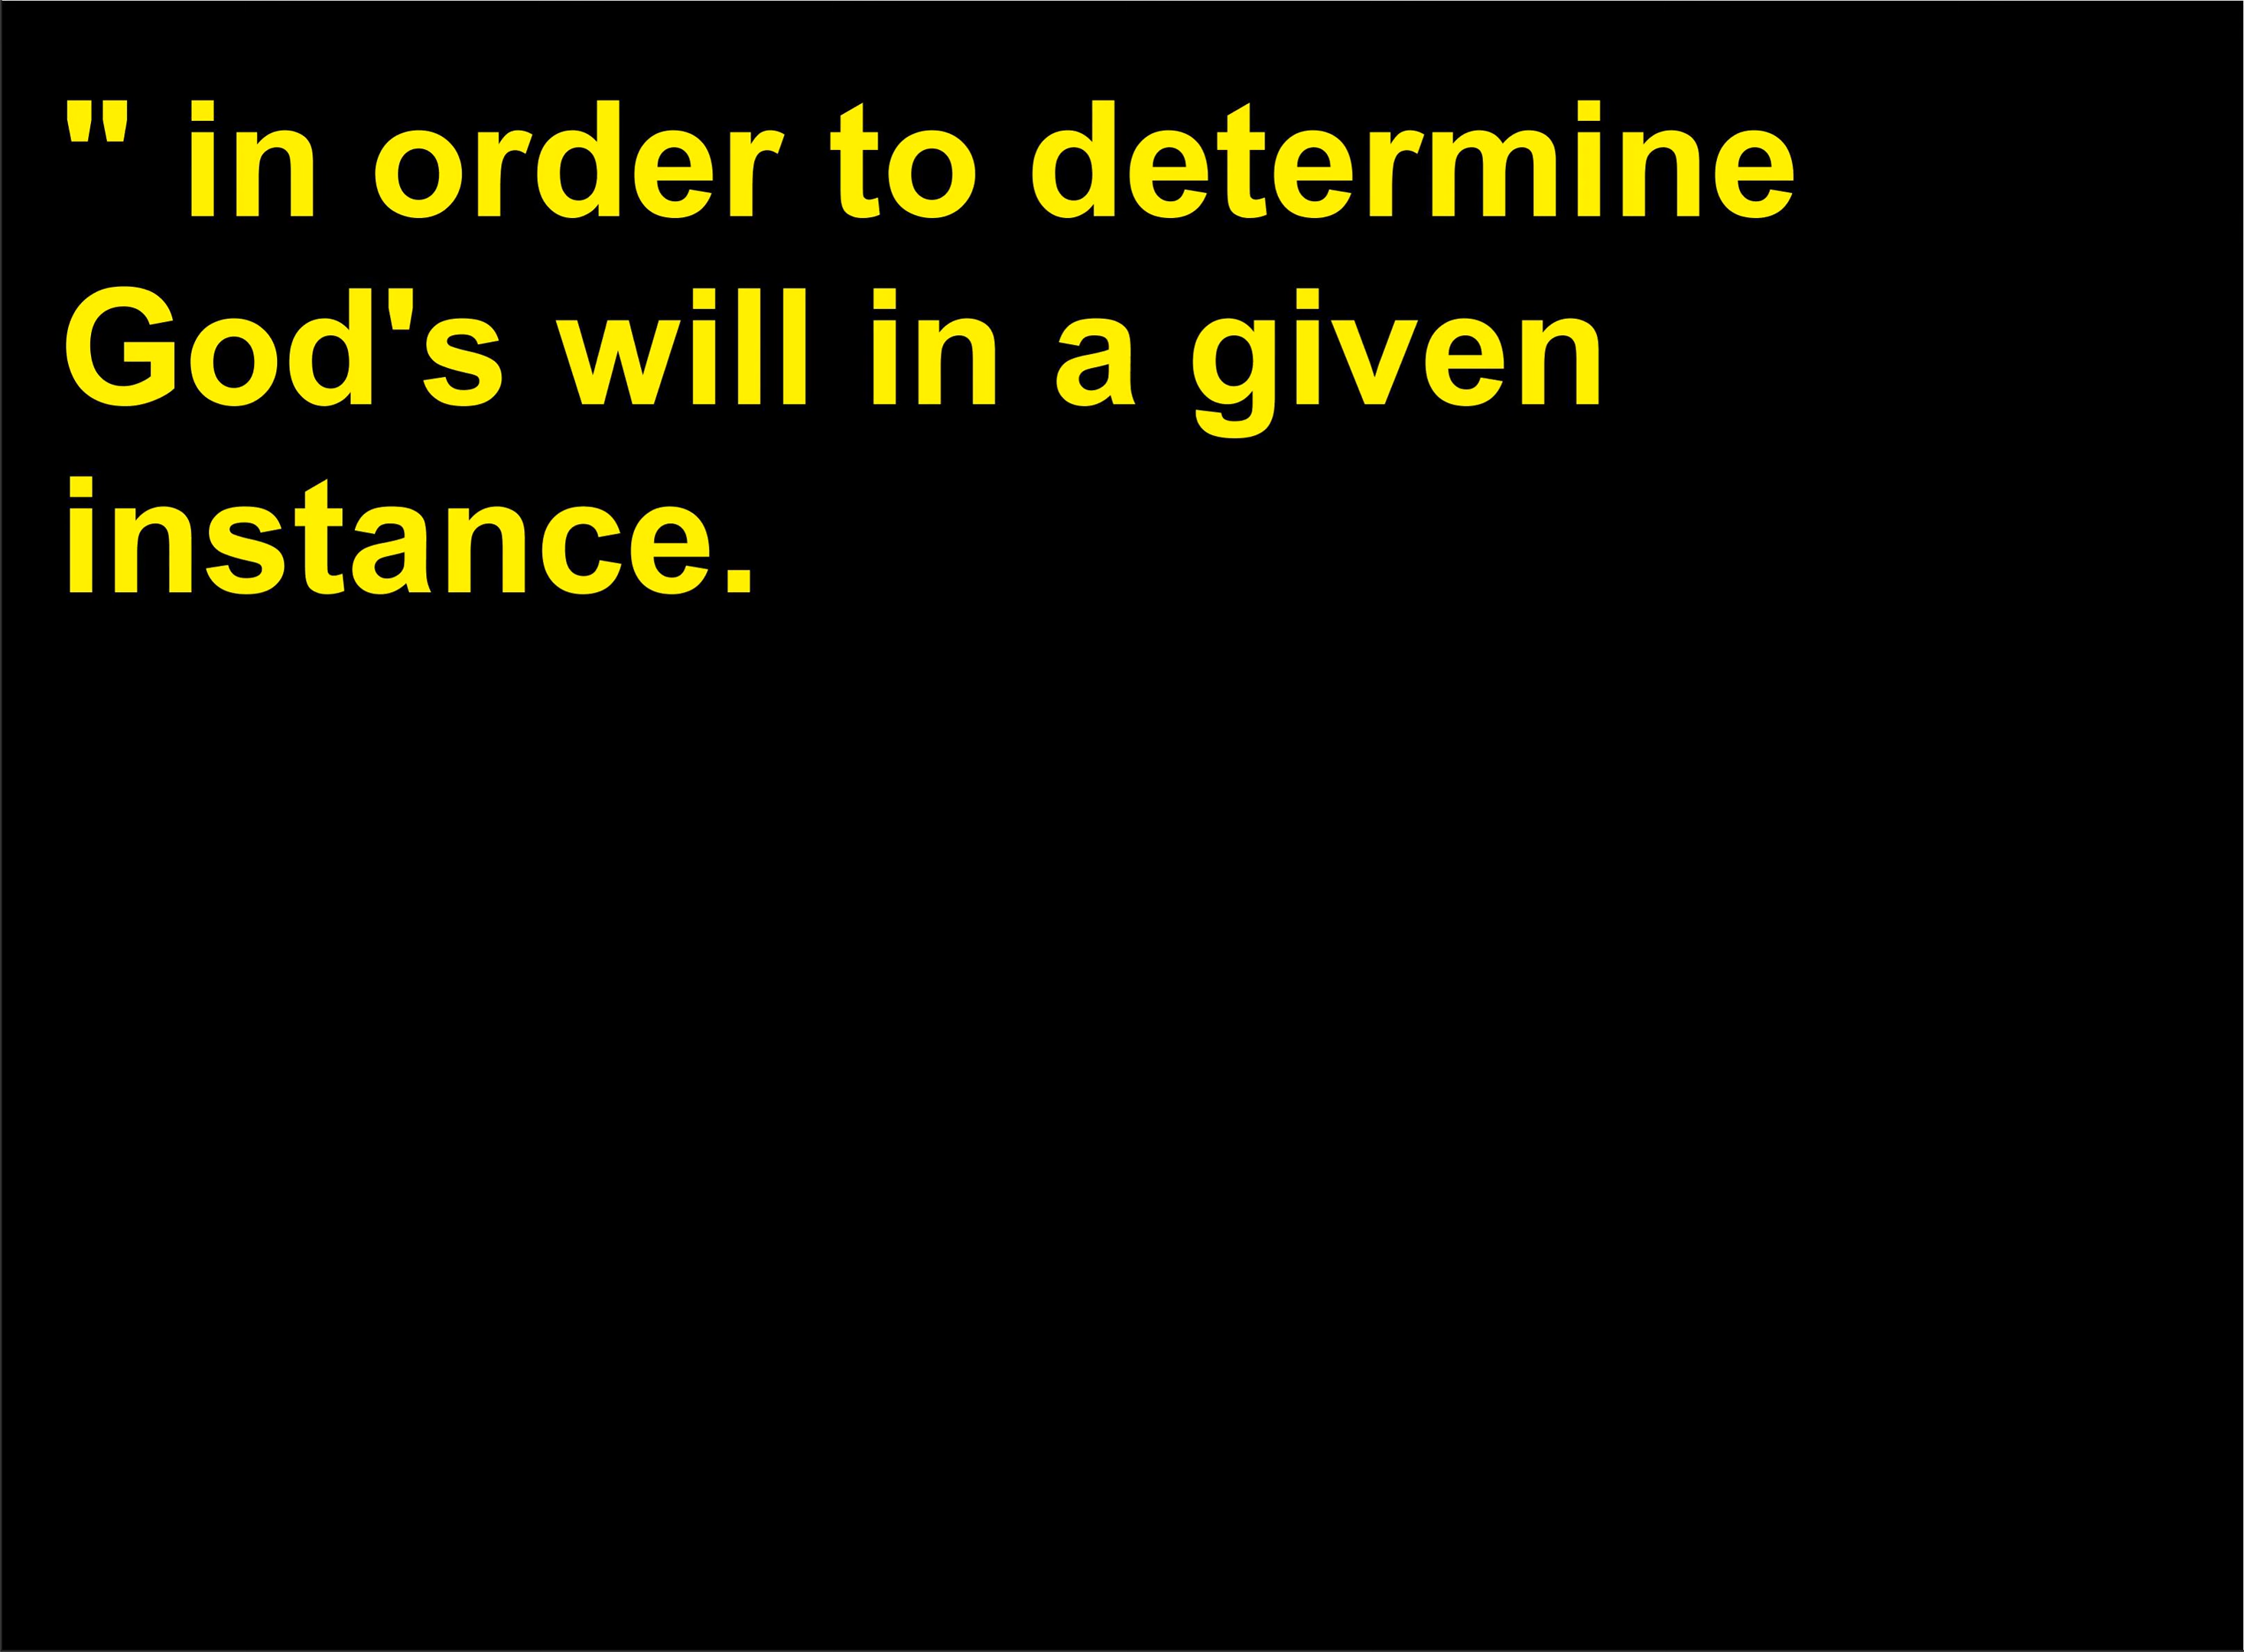 " in order to determine
God's will in a given
instance.